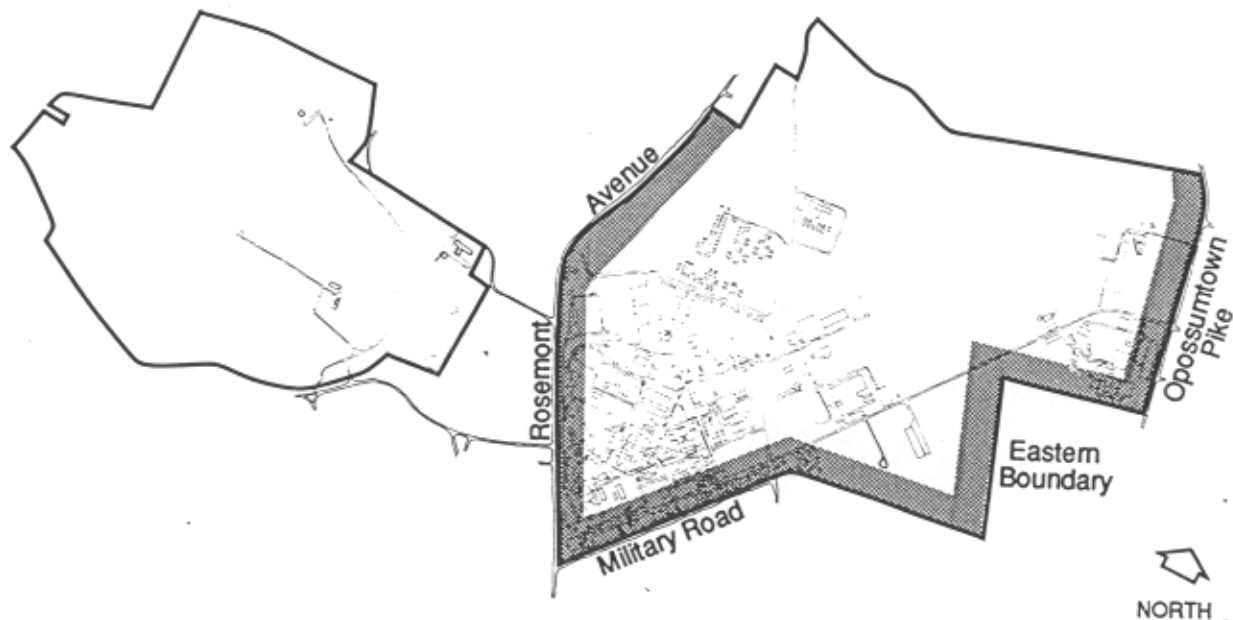 Rosemont Avenue
Military Road
Eastern
Boundary
Opossumtown
Pike
NORTH